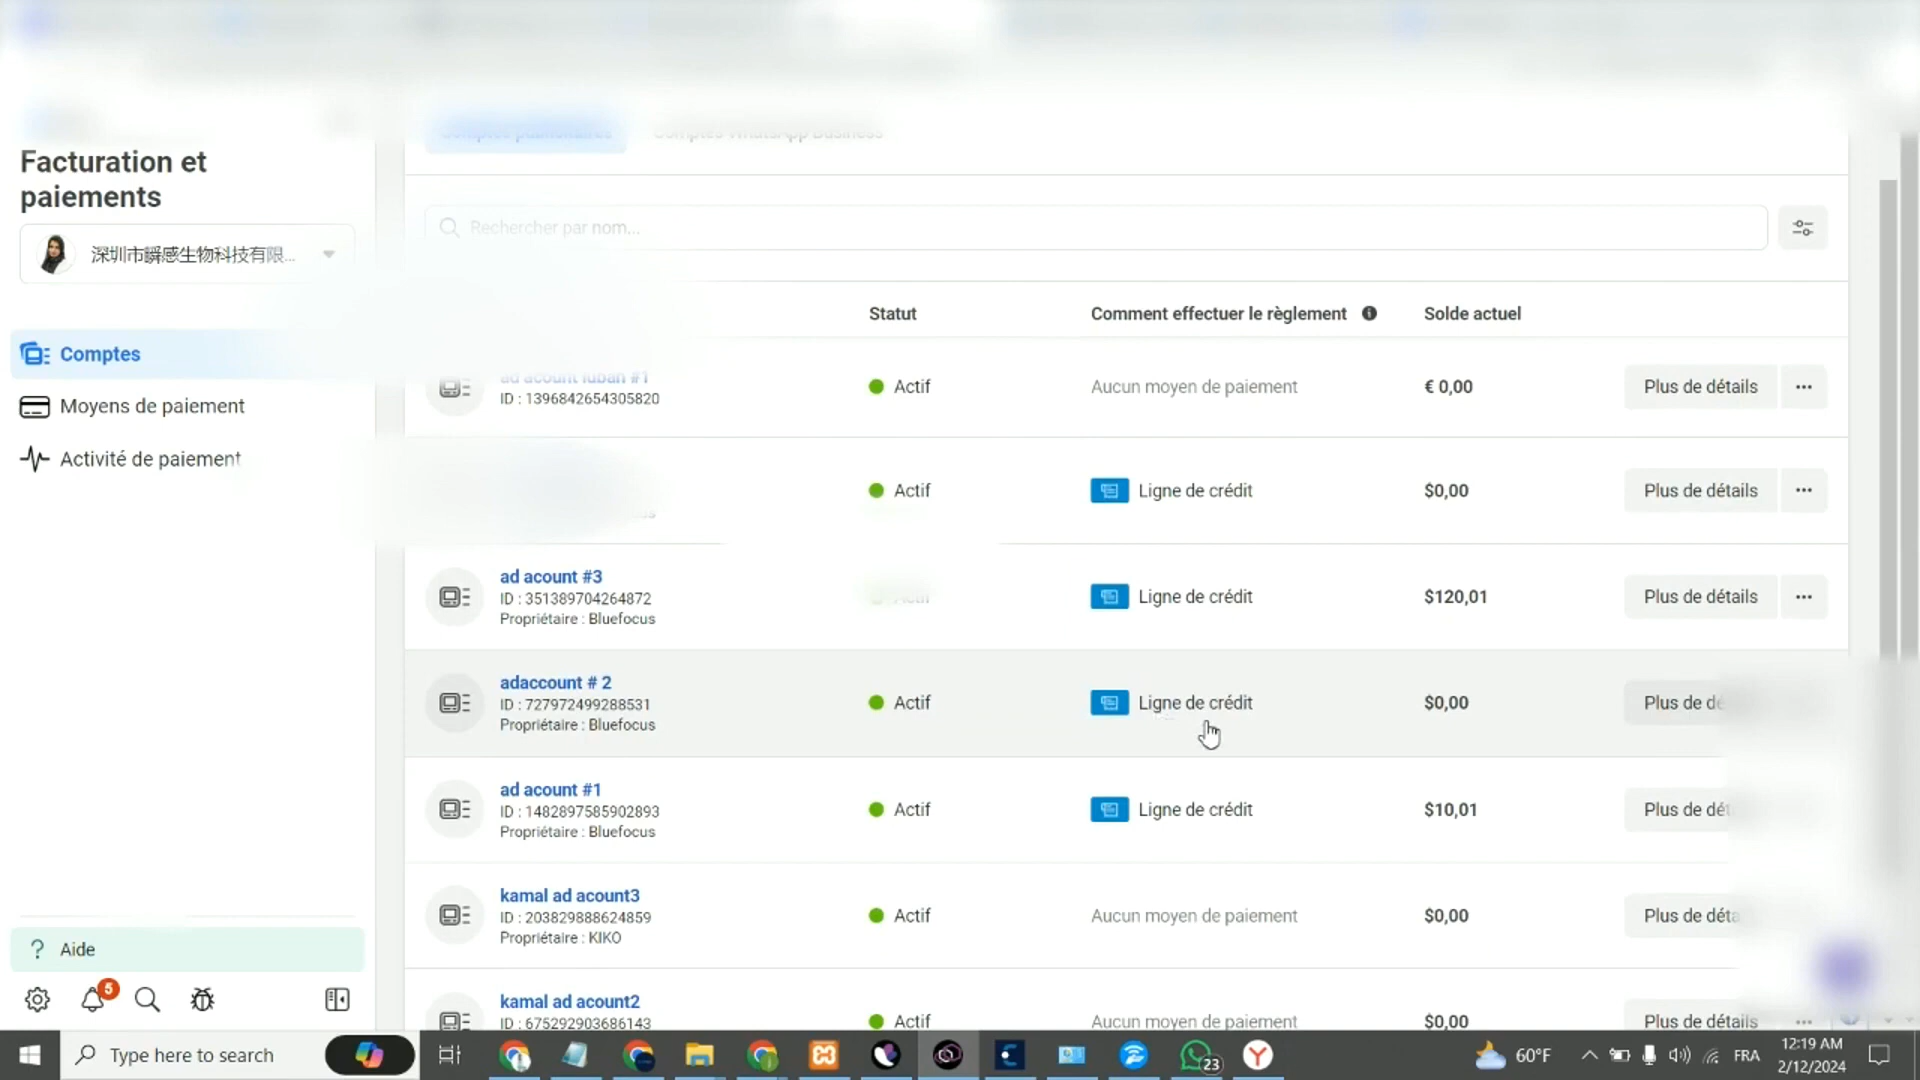 Facturation et
paiements
深圳市瞬感生物科技有限...
Comptes
Moyens de paiement
Activité de paiement
Aide
5
Comptes WhatsApp Business
Rechercher par nom...
Statut
Comment effectuer le règlement
Solde actuel
ad acount luban #1
ID : 1396842654305820
Actif
Aucun moyen de paiement
€ 0,00
Plus de détails
Actif
Ligne de crédit
$0,00
Plus de détails
ad acount #3
ID : 351389704264872
Propriétaire : Bluefocus
Actif
Ligne de crédit
$120,01
Plus de détails
adaccount # 2
ID : 727972499288531
Propriétaire : Bluefocus
Actif
Ligne de crédit
$0,00
Plus de dé
ad acount #1
ID : 1482897585902893
Propriétaire : Bluefocus
Actif
Ligne de crédit
$10,01
Plus de dét
kamal ad acount3
ID : 203829888624859
Propriétaire : KIKO
Actif
Aucun moyen de paiement
$0,00
Plus de déta
kamal ad acount2
ID : 675292903686143
Actif
Aucun moyen de paiement
$0,00
Plus de détails
Type here to search
23
60°F
FRA
12:19 AM
2/12/2024